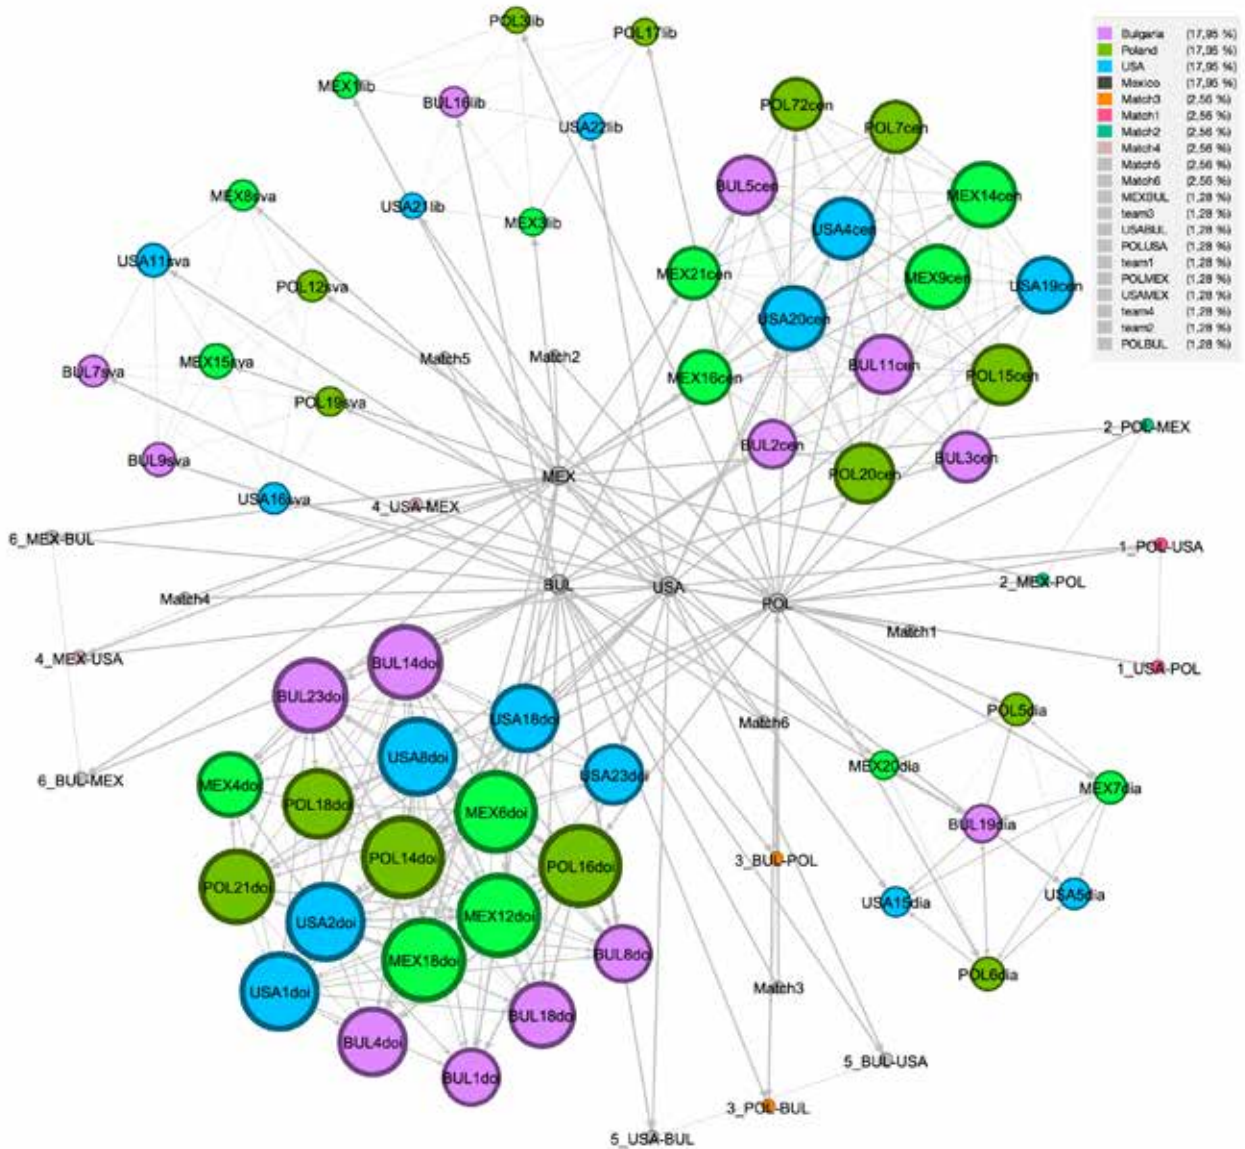 POL3lib
POL17lib
MEX1lib
BUL16lib
USA22lib
USA21lib
MEX3lib
Bulgaria (17,95 %)
Poland (17,95 %)
USA (17,95 %)
Mexico (17,95 %)
Match3 (2,56 %)
Match1 (2,56 %)
Match2 (2,56 %)
Match4 (2,56 %)
Match5 (2,56 %)
Match6 (2,56 %)
MEXBUL (1,28 %)
team3 (1,28 %)
USABUL (1,28 %)
POLUSA (1,28 %)
team1 (1,28 %)
POLMEX (1,28 %)
USAMEX (1,28 %)
team4 (1,28 %)
team2 (1,28 %)
POLBUL (1,28 %)
POL72cen
POL7cen
BUL5cen
MEX14cen
USA4cen
MEX21cen
MEX9cen
USA19cen
USA20cen
BUL11cen
MEX16cen
POL15cen
BUL2cen
BUL3cen
POL20cen
MEX8sva
USA11sva
POL12sva
MEX15sva
BUL7sva
POL19sva
BUL9sva
USA16sva
Match5
Match2
2_POL-MEX
MEX
4_USA-MEX
6_MEX-BUL
1_POL-USA
2_MEX-POL
BUL
USA
POL
Match4
Match1
4_MEX-USA
1_USA-POL
BUL14doi
BUL23doi
USA18doi
USA8doi
USA23doi
MEX4doi
POL18doi
MEX6doi
POL14doi
POL16doi
POL21doi
USA2doi
MEX12doi
MEX18doi
BUL8doi
USA1doi
BUL18doi
BUL4doi
BUL1doi
6_BUL-MEX
Match6
POL5dia
MEX20dia
MEX7dia
BUL19dia
USA15dia
USA5dia
POL6dia
3_BUL-POL
Match3
5_BUL-USA
3_POL-BUL
5_USA-BUL